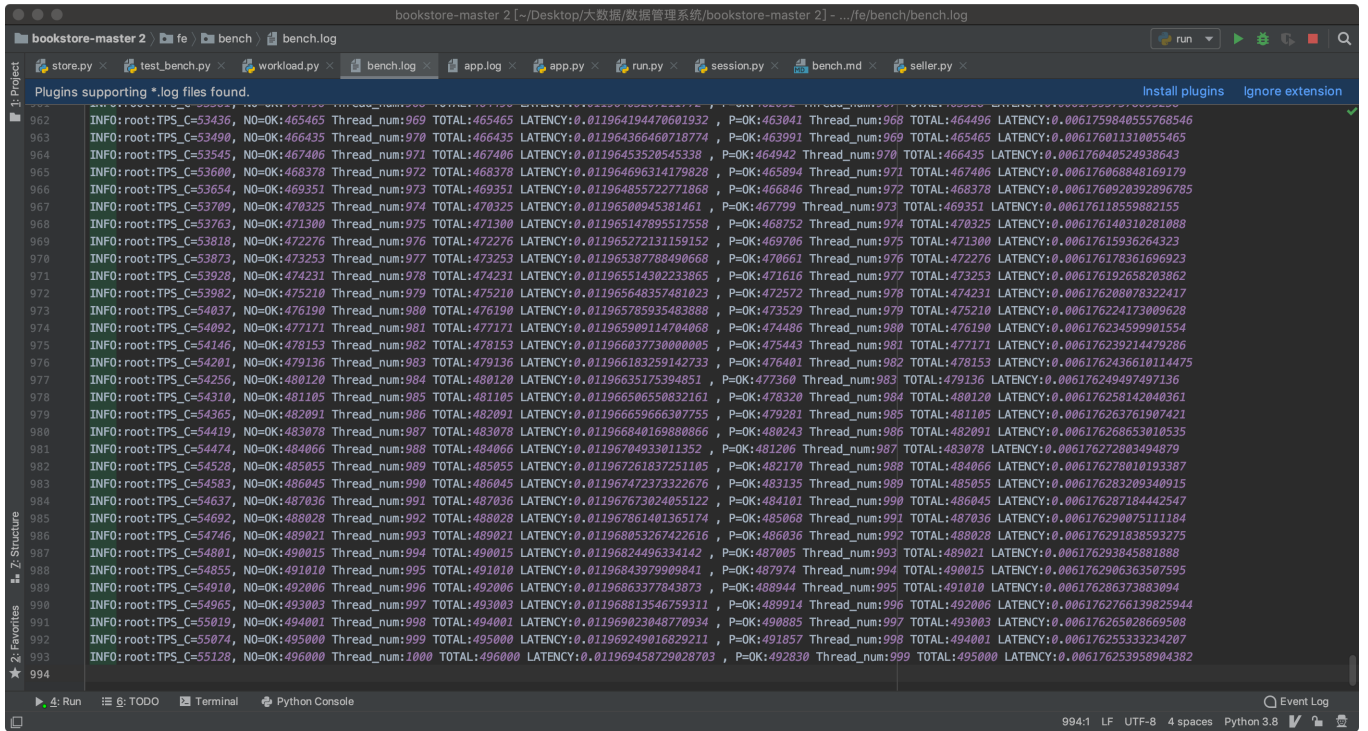 bookstore-master 2 [~/Desktop/大数据/数据管理系统/bookstore-master 2] - .../fe/bench/bench.log
bookstore-master 2 fe bench bench.log run
store.py test_bench.py workload.py bench.log app.log app.py run.py session.py bench.md seller.py
1: Project
Plugins supporting *.log files found. Install plugins Ignore extension
962 INFO:root:TPS_C=53436, NO=OK:465465 Thread_num:969 TOTAL:465465 LATENCY:0.011964194470601932 , P=OK:463041 Thread_num:968 TOTAL:464496 LATENCY:0.0061759840555768546
963 INFO:root:TPS_C=53490, NO=OK:466435 Thread_num:970 TOTAL:466435 LATENCY:0.011964366460718774 , P=OK:463991 Thread_num:969 TOTAL:465465 LATENCY:0.006176011310055465
964 INFO:root:TPS_C=53545, NO=OK:467406 Thread_num:971 TOTAL:467406 LATENCY:0.01196453520545338 , P=OK:464942 Thread_num:970 TOTAL:466435 LATENCY:0.006176040524938643
965 INFO:root:TPS_C=53600, NO=OK:468378 Thread_num:972 TOTAL:468378 LATENCY:0.011964696314179828 , P=OK:465894 Thread_num:971 TOTAL:467406 LATENCY:0.006176068848169179
966 INFO:root:TPS_C=53654, NO=OK:469351 Thread_num:973 TOTAL:469351 LATENCY:0.011964855722771868 , P=OK:466846 Thread_num:972 TOTAL:468378 LATENCY:0.0061760920392896785
967 INFO:root:TPS_C=53709, NO=OK:470325 Thread_num:974 TOTAL:470325 LATENCY:0.01196500945381461 , P=OK:467799 Thread_num:973 TOTAL:469351 LATENCY:0.006176118559882155
968 INFO:root:TPS_C=53763, NO=OK:471300 Thread_num:975 TOTAL:471300 LATENCY:0.011965147895517558 , P=OK:468752 Thread_num:974 TOTAL:470325 LATENCY:0.006176140310281088
969 INFO:root:TPS_C=53818, NO=OK:472276 Thread_num:976 TOTAL:472276 LATENCY:0.011965272131159152 , P=OK:469706 Thread_num:975 TOTAL:471300 LATENCY:0.00617615936264323
970 INFO:root:TPS_C=53873, NO=OK:473253 Thread_num:977 TOTAL:473253 LATENCY:0.011965387788490668 , P=OK:470661 Thread_num:976 TOTAL:472276 LATENCY:0.006176178361696923
971 INFO:root:TPS_C=53928, NO=OK:474231 Thread_num:978 TOTAL:474231 LATENCY:0.011965514302233865 , P=OK:471616 Thread_num:977 TOTAL:473253 LATENCY:0.006176192658203862
972 INFO:root:TPS_C=53982, NO=OK:475210 Thread_num:979 TOTAL:475210 LATENCY:0.011965648357481023 , P=OK:472572 Thread_num:978 TOTAL:474231 LATENCY:0.006176208078322417
973 INFO:root:TPS_C=54037, NO=OK:476190 Thread_num:980 TOTAL:476190 LATENCY:0.011965785935483888 , P=OK:473529 Thread_num:979 TOTAL:475210 LATENCY:0.006176224173009628
974 INFO:root:TPS_C=54092, NO=OK:477171 Thread_num:981 TOTAL:477171 LATENCY:0.011965909114704068 , P=OK:474486 Thread_num:980 TOTAL:476190 LATENCY:0.006176234599901554
975 INFO:root:TPS_C=54146, NO=OK:478153 Thread_num:982 TOTAL:478153 LATENCY:0.011966037730000005 , P=OK:475443 Thread_num:981 TOTAL:477171 LATENCY:0.006176239214479286
976 INFO:root:TPS_C=54201, NO=OK:479136 Thread_num:983 TOTAL:479136 LATENCY:0.011966183259142733 , P=OK:476401 Thread_num:982 TOTAL:478153 LATENCY:0.0061762436610114475
977 INFO:root:TPS_C=54256, NO=OK:480120 Thread_num:984 TOTAL:480120 LATENCY:0.01196635175394851 , P=OK:477360 Thread_num:983 TOTAL:479136 LATENCY:0.006176249497497136
978 INFO:root:TPS_C=54310, NO=OK:481105 Thread_num:985 TOTAL:481105 LATENCY:0.011966506550832161 , P=OK:478320 Thread_num:984 TOTAL:480120 LATENCY:0.006176258142040361
979 INFO:root:TPS_C=54365, NO=OK:482091 Thread_num:986 TOTAL:482091 LATENCY:0.011966659666307755 , P=OK:479281 Thread_num:985 TOTAL:481105 LATENCY:0.006176263761907421
980 INFO:root:TPS_C=54419, NO=OK:483078 Thread_num:987 TOTAL:483078 LATENCY:0.011966840169880866 , P=OK:480243 Thread_num:986 TOTAL:482091 LATENCY:0.006176268653010535
981 INFO:root:TPS_C=54474, NO=OK:484066 Thread_num:988 TOTAL:484066 LATENCY:0.01196704933011352 , P=OK:481206 Thread_num:987 TOTAL:483078 LATENCY:0.00617627280349​4879
982 INFO:root:TPS_C=54528, NO=OK:485055 Thread_num:989 TOTAL:485055 LATENCY:0.011967261837251105 , P=OK:482170 Thread_num:988 TOTAL:484066 LATENCY:0.006176278010193387
983 INFO:root:TPS_C=54583, NO=OK:486045 Thread_num:990 TOTAL:486045 LATENCY:0.011967472373322676 , P=OK:483135 Thread_num:989 TOTAL:485055 LATENCY:0.006176283209340915
984 INFO:root:TPS_C=54637, NO=OK:487036 Thread_num:991 TOTAL:487036 LATENCY:0.011967673024055122 , P=OK:484101 Thread_num:990 TOTAL:486045 LATENCY:0.006176287184442547
985 INFO:root:TPS_C=54692, NO=OK:488028 Thread_num:992 TOTAL:488028 LATENCY:0.011967861401365174 , P=OK:485068 Thread_num:991 TOTAL:487036 LATENCY:0.006176290075111184
986 INFO:root:TPS_C=54746, NO=OK:489021 Thread_num:993 TOTAL:489021 LATENCY:0.011968053267422616 , P=OK:486036 Thread_num:992 TOTAL:488028 LATENCY:0.006176291838593275
987 INFO:root:TPS_C=54801, NO=OK:490015 Thread_num:994 TOTAL:490015 LATENCY:0.01196824496334142 , P=OK:487005 Thread_num:993 TOTAL:489021 LATENCY:0.006176293845881888
988 INFO:root:TPS_C=54855, NO=OK:491010 Thread_num:995 TOTAL:491010 LATENCY:0.01196843979909841 , P=OK:487974 Thread_num:994 TOTAL:490015 LATENCY:0.006176290636350​7595
989 INFO:root:TPS_C=54910, NO=OK:492006 Thread_num:996 TOTAL:492006 LATENCY:0.01196863377843873 , P=OK:488944 Thread_num:995 TOTAL:491010 LATENCY:0.006176286373883094
990 INFO:root:TPS_C=54965, NO=OK:493003 Thread_num:997 TOTAL:493003 LATENCY:0.011968813546759311 , P=OK:489914 Thread_num:996 TOTAL:492006 LATENCY:0.0061762766139825944
991 INFO:root:TPS_C=55019, NO=OK:494001 Thread_num:998 TOTAL:494001 LATENCY:0.011969023048770934 , P=OK:490885 Thread_num:997 TOTAL:493003 LATENCY:0.006176265028669508
992 INFO:root:TPS_C=55074, NO=OK:495000 Thread_num:999 TOTAL:495000 LATENCY:0.011969249016829211 , P=OK:491857 Thread_num:998 TOTAL:494001 LATENCY:0.006176255333234207
993 INFO:root:TPS_C=55128, NO=OK:496000 Thread_num:1000 TOTAL:496000 LATENCY:0.011969458729028703 , P=OK:492830 Thread_num:999 TOTAL:495000 LATENCY:0.006176253958904382
994
7: Structure
2: Favorites
4: Run 6: TODO Terminal Python Console Event Log
994:1 LF UTF-8 4 spaces Python 3.8